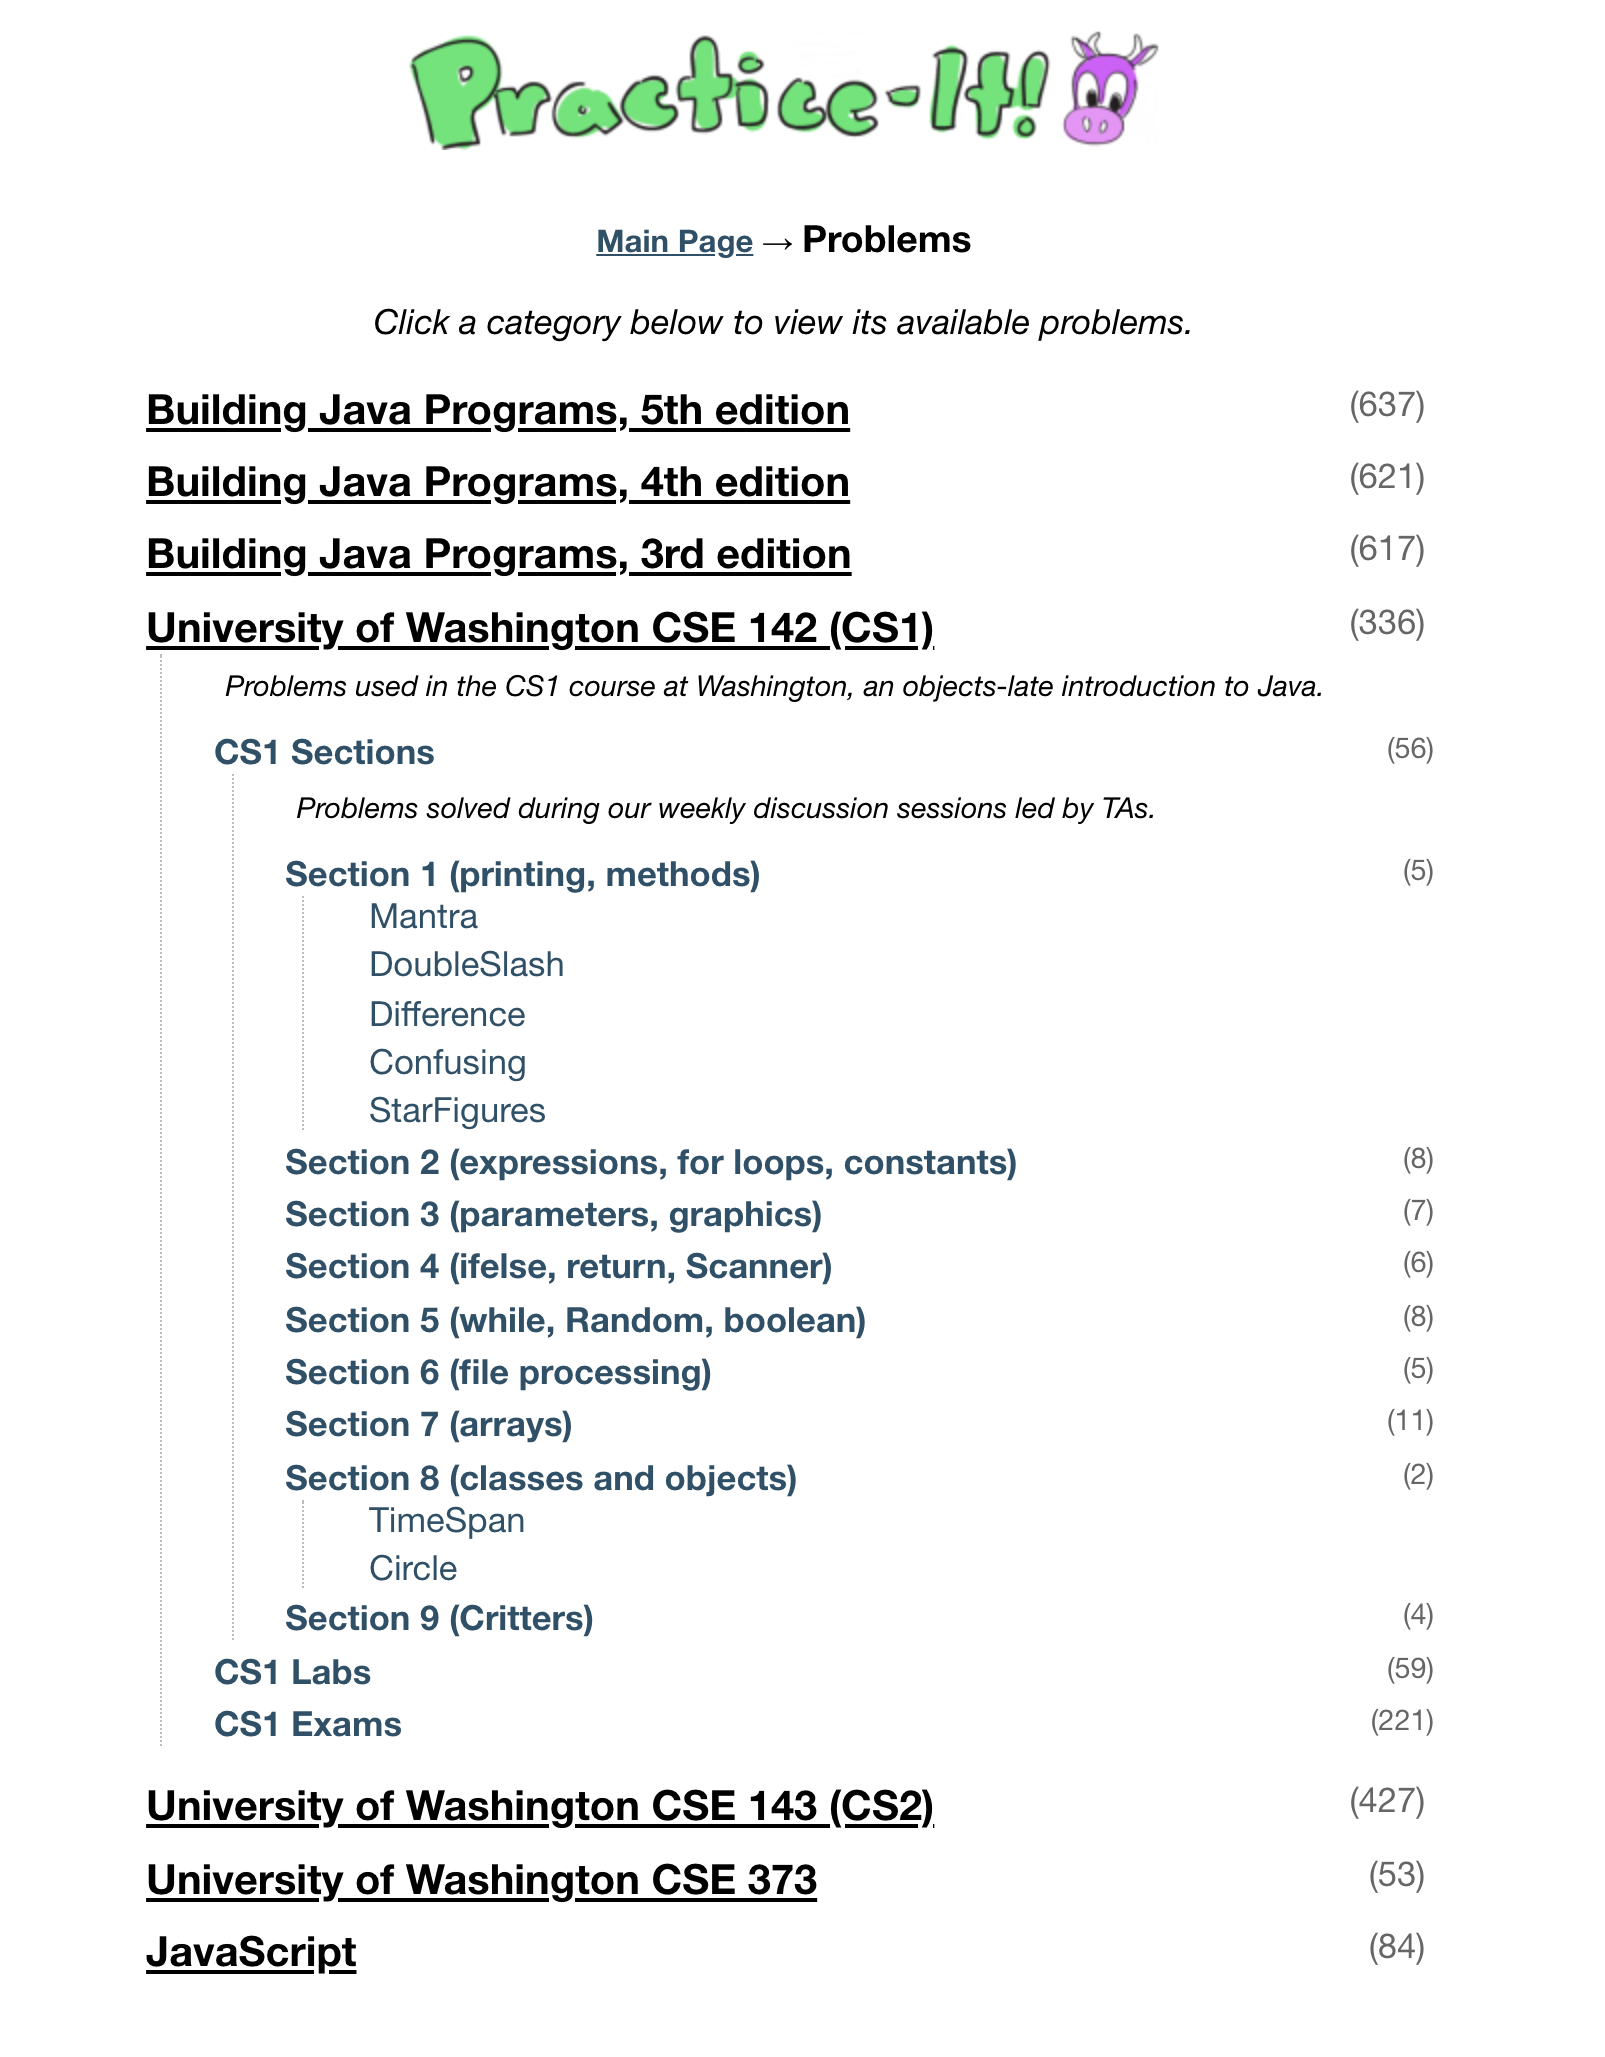 Practice-It!
Main Page → Problems
Click a category below to view its available problems.
Building Java Programs, 5th edition (637)
Building Java Programs, 4th edition (621)
Building Java Programs, 3rd edition (617)
University of Washington CSE 142 (CS1) (336)
Problems used in the CS1 course at Washington, an objects-late introduction to Java.
CS1 Sections (56)
Problems solved during our weekly discussion sessions led by TAs.
Section 1 (printing, methods) (5)
Mantra
DoubleSlash
Difference
Confusing
StarFigures
Section 2 (expressions, for loops, constants) (8)
Section 3 (parameters, graphics) (7)
Section 4 (ifelse, return, Scanner) (6)
Section 5 (while, Random, boolean) (8)
Section 6 (file processing) (5)
Section 7 (arrays) (11)
Section 8 (classes and objects) (2)
TimeSpan
Circle
Section 9 (Critters) (4)
CS1 Labs (59)
CS1 Exams (221)
University of Washington CSE 143 (CS2) (427)
University of Washington CSE 373 (53)
JavaScript (84)